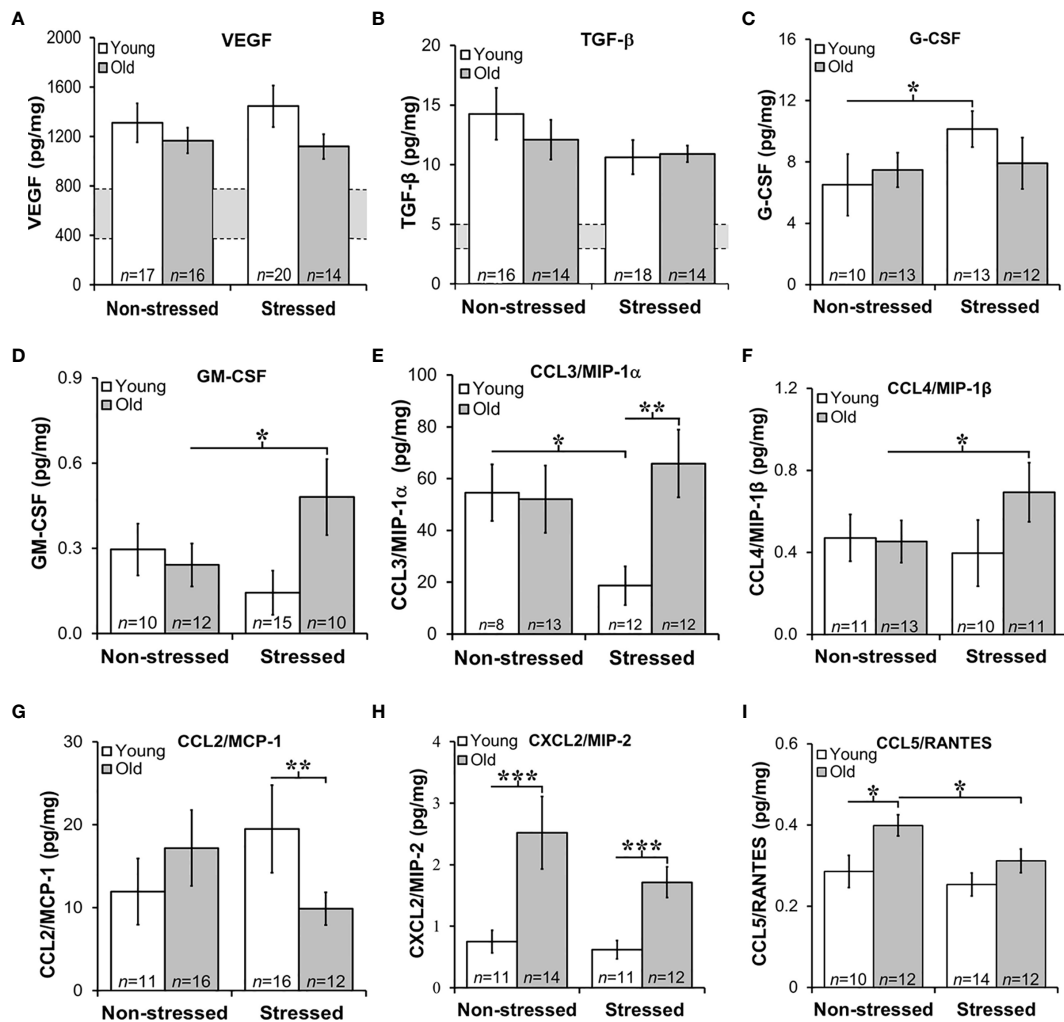 A
VEGF
Young
Old
VEGF (pg/mg)
2000
1600
1200
800
400
0
n=17 n=16 n=20 n=14
Non-stressed Stressed
B
TGF-β
Young
Old
TGF-β (pg/mg)
20
15
10
5
0
n=16 n=14 n=18 n=14
Non-stressed Stressed
C
G-CSF
Young
Old
G-CSF (pg/mg)
16
12
8
4
0
*
n=10 n=13 n=13 n=12
Non-stressed Stressed
D
GM-CSF
Young
Old
GM-CSF (pg/mg)
0.9
0.6
0.3
0.0
*
n=10 n=12 n=15 n=10
Non-stressed Stressed
E
CCL3/MIP-1α
Young
Old
CCL3/MIP-1α (pg/mg)
100
80
60
40
20
0
* **
n=8 n=13 n=12 n=12
Non-stressed Stressed
F
CCL4/MIP-1β
Young
Old
CCL4/MIP-1β (pg/mg)
1.2
0.8
0.4
0.0
*
n=11 n=13 n=10 n=11
Non-stressed Stressed
G
CCL2/MCP-1
Young
Old
CCL2/MCP-1 (pg/mg)
30
20
10
0
**
n=11 n=16 n=16 n=12
Non-stressed Stressed
H
CXCL2/MIP-2
Young
Old
CXCL2/MIP-2 (pg/mg)
4
3
2
1
0
*** ***
n=11 n=14 n=11 n=12
Non-stressed Stressed
I
CCL5/RANTES
Young
Old
CCL5/RANTES (pg/mg)
0.6
0.4
0.2
0.0
* *
n=10 n=12 n=14 n=12
Non-stressed Stressed